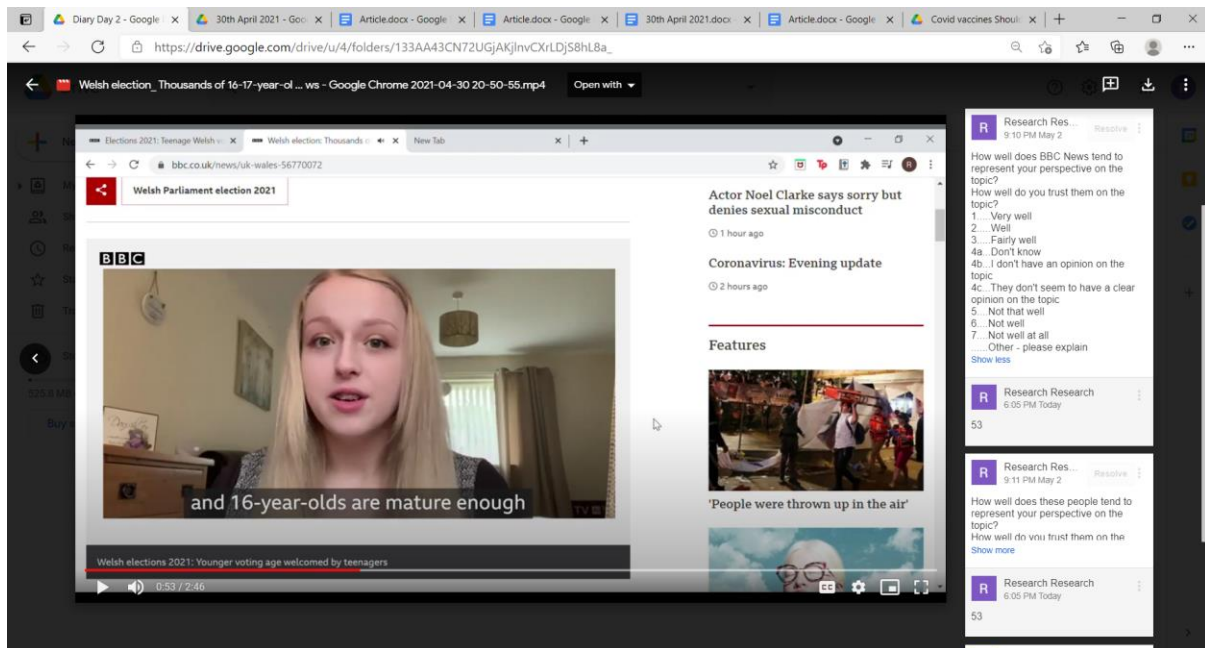 Diary Day 2 - Google
30th April 2021 - Goo
Article.docx - Google
Article.docx - Google
30th April 2021.docx
Article.docx - Google
Covid vaccines Shoul
https://drive.google.com/drive/u/4/folders/133AA43CN72UGjAKjlnvCXrLDjS8hL8a_
Welsh election_ Thousands of 16-17-year-ol ... ws - Google Chrome 2021-04-30 20-50-55.mp4
Open with
Elections 2021: Teenage Welsh v
Welsh election: Thousands o
New Tab
bbc.co.uk/news/uk-wales-56770072
Welsh Parliament election 2021
BBC
and 16-year-olds are mature enough
Welsh elections 2021: Younger voting age welcomed by teenagers
0:53 / 2:46
CC
Actor Noel Clarke says sorry but
denies sexual misconduct
1 hour ago
Coronavirus: Evening update
2 hours ago
Features
'People were thrown up in the air'
R
Research Res...
Resolve
9:10 PM May 2
How well does BBC News tend to
represent your perspective on the
topic?
How well do you trust them on the
topic?
1.....Very well
2.....Well
3.....Fairly well
4a...Don't know
4b...I don't have an opinion on the
topic
4c...They don't seem to have a clear
opinion on the topic
5.....Not that well
6.....Not well
7.....Not well at all
......Other - please explain
Show less
R
Research Research
6:05 PM Today
53
R
Research Res...
Resolve
9:11 PM May 2
How well does these people tend to
represent your perspective on the
topic?
How well do you trust them on the
Show more
R
Research Research
6:05 PM Today
53